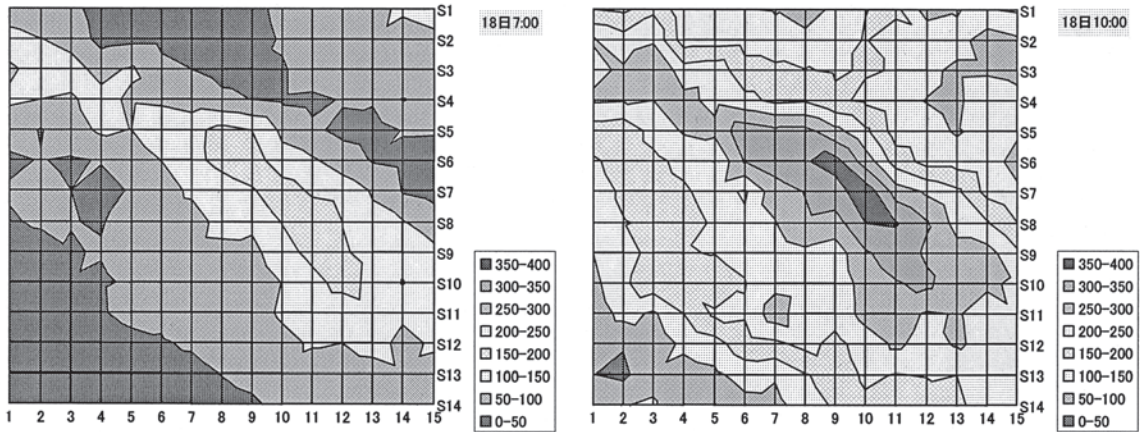 18日7:00
S1
S2
S3
S4
S5
S6
S7
S8
S9
S10
S11
S12
S13
S14
1 2 3 4 5 6 7 8 9 10 11 12 13 14 15
350-400
300-350
250-300
200-250
150-200
100-150
50-100
0-50
18日10:00
S1
S2
S3
S4
S5
S6
S7
S8
S9
S10
S11
S12
S13
S14
1 2 3 4 5 6 7 8 9 10 11 12 13 14 15
350-400
300-350
250-300
200-250
150-200
100-150
50-100
0-50